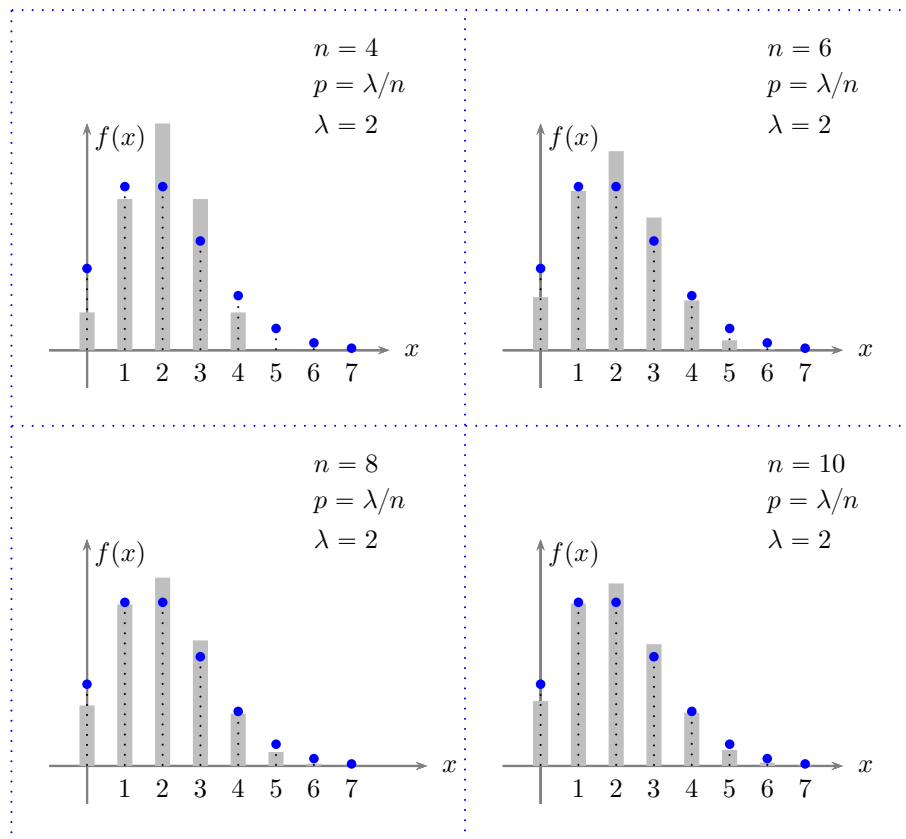 n = 4
p = λ/n
λ = 2
f(x)
x
1 2 3 4 5 6 7
n = 6
p = λ/n
λ = 2
f(x)
x
1 2 3 4 5 6 7
n = 8
p = λ/n
λ = 2
f(x)
x
1 2 3 4 5 6 7
n = 10
p = λ/n
λ = 2
f(x)
x
1 2 3 4 5 6 7